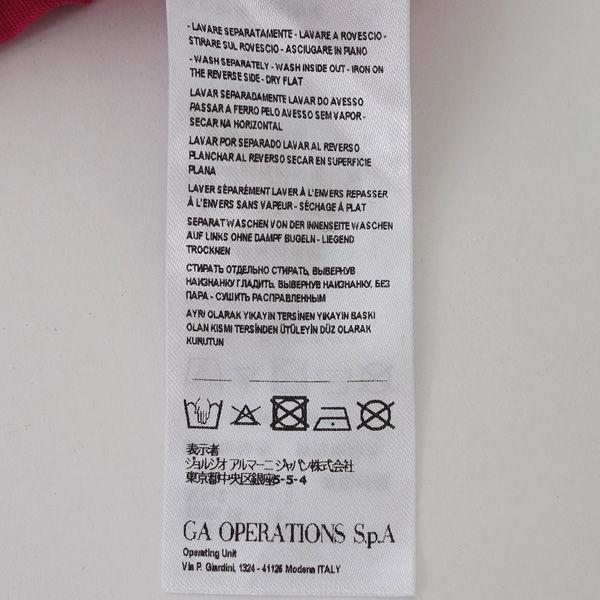 - LAVARE SEPARATAMENTE - LAVARE A ROVESCIO -
STIRARE SUL ROVESCIO - ASCIUGARE IN PIANO
- WASH SEPARATELY - WASH INSIDE OUT - IRON ON
THE REVERSE SIDE - DRY FLAT
LAVAR SEPARADAMENTE LAVAR DO AVESSO
PASSAR A FERRO PELO AVESSO SEM VAPOR -
SECAR NA HORIZONTAL
LAVAR POR SEPARADO LAVAR AL REVERSO
PLANCHAR AL REVERSO SECAR EN SUPERFICIE
PLANA
LAVER SÉPARÉMENT LAVER À L'ENVERS REPASSER
À L'ENVERS SANS VAPEUR - SÉCHAGE À PLAT
SEPARAT WASCHEN VON DER INNENSEITE WASCHEN
AUF LINKS OHNE DAMPF BUGELN - LIEGEND
TROCKNEN
СТИРАТЬ ОТДЕЛЬНО СТИРАТЬ, ВЫВЕРНУВ
НАИЗНАНКУ ГЛАДИТЬ, ВЫВЕРНУВ НАИЗНАНКУ, БЕЗ
ПАРА - СУШИТЬ РАСПРАВЛЕННЫМ
AYRI OLARAK YIKAYIN TERSİNEN YIKAYIN BASKI
OLAN KISMI TERSİNDEN ÜTÜLEYİN DÜZ OLARAK
KURUTUN
表示者
ジョルジオ アルマーニ ジャパン株式会社
東京都中央区銀座5-5-4
GA OPERATIONS S.p.A
Operating Unit
Via P. Giardini, 1324 - 41126 Modena ITALY